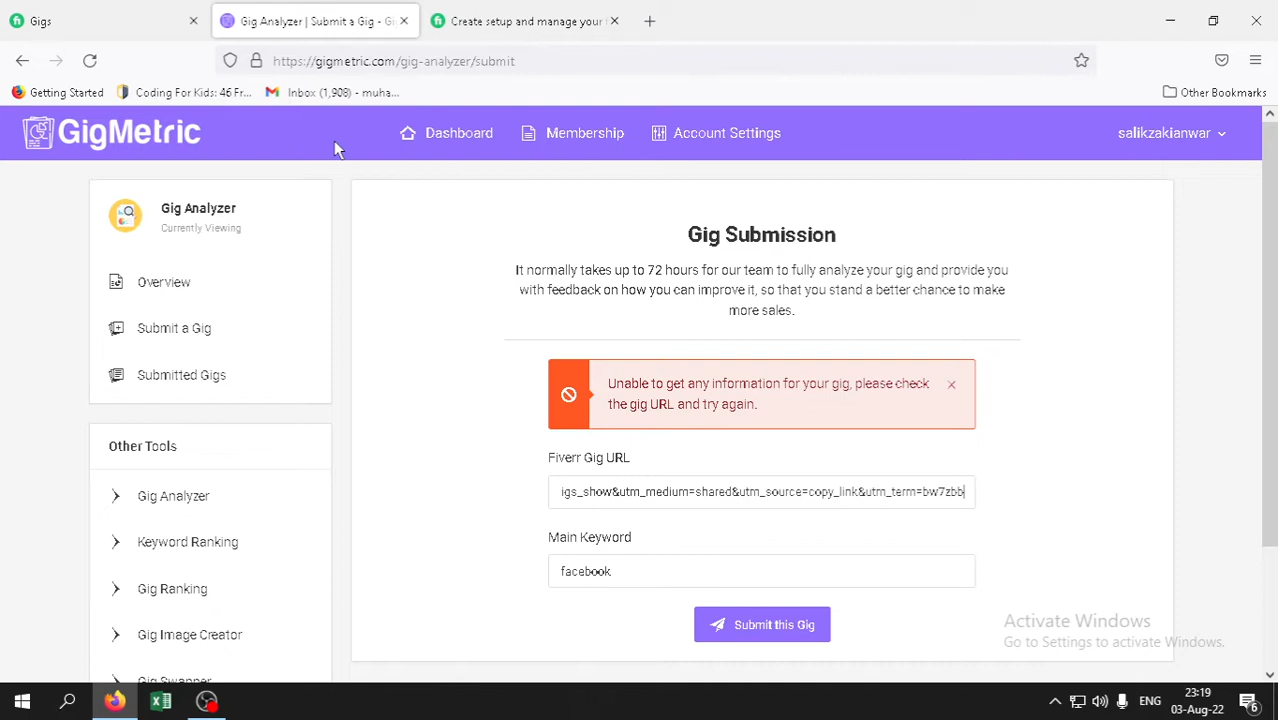 Gigs
Gig Analyzer | Submit a Gig - Gi
Create setup and manage your f
https://gigmetric.com/gig-analyzer/submit
Getting Started
Coding For Kids: 46 Fr...
Inbox (1,908) - muha...
Other Bookmarks
GigMetric
Dashboard
Membership
Account Settings
salikzakianwar
Gig Analyzer
Currently Viewing
Overview
Submit a Gig
Submitted Gigs
Other Tools
Gig Analyzer
Keyword Ranking
Gig Ranking
Gig Image Creator
Gig Swapper
Gig Submission
It normally takes up to 72 hours for our team to fully analyze your gig and provide you
with feedback on how you can improve it, so that you stand a better chance to make
more sales.
Unable to get any information for your gig, please check
the gig URL and try again.
Fiverr Gig URL
igs_show&utm_medium=shared&utm_source=copy_link&utm_term=bw7zbb
Main Keyword
facebook
Submit this Gig
Activate Windows
Go to Settings to activate Windows.
ENG
23:19
03-Aug-22
6